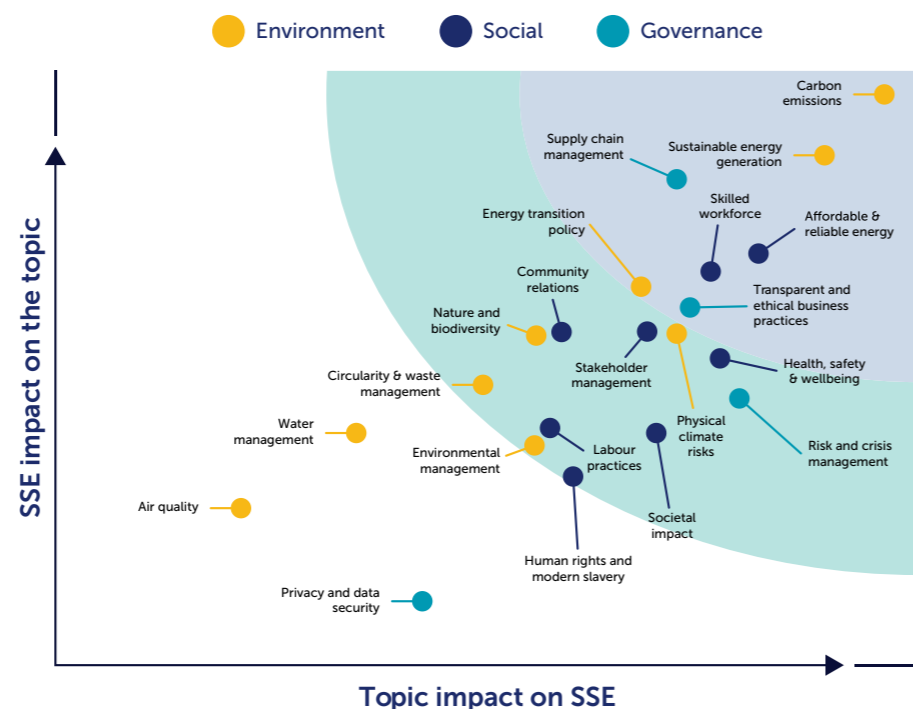 Environment
Social
Governance
Carbon
emissions
Supply chain
management
Sustainable energy
generation
Skilled
workforce
Energy transition
policy
Affordable &
reliable energy
Community
relations
Transparent and
ethical business
practices
Nature and
biodiversity
Stakeholder
management
Health, safety
& wellbeing
Circularity & waste
management
Physical
climate
risks
Water
management
Environmental
management
Labour
practices
Risk and crisis
management
Air quality
Societal
impact
Human rights and
modern slavery
Privacy and data
security
SSE impact on the topic
Topic impact on SSE